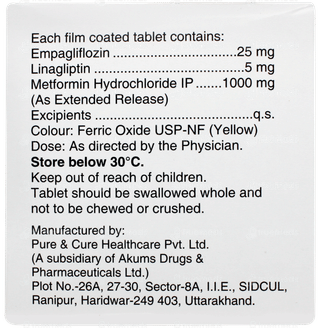 Each film coated tablet contains:
Empagliflozin ...............................25 mg
Linagliptin .....................................5 mg
Metformin Hydrochloride IP.......1000 mg
(As Extended Release)
Excipients .......................................q.s.
Colour: Ferric Oxide USP-NF (Yellow)
Dose: As directed by the Physician.
Store below 30°C.
Keep out of reach of children.
Tablet should be swallowed whole and
not to be chewed or crushed.
Manufactured by:
Pure & Cure Healthcare Pvt. Ltd.
(A subsidiary of Akums Drugs &
Pharmaceuticals Ltd.)
Plot No.-26A, 27-30, Sector-8A, I.I.E., SIDCUL,
Ranipur, Haridwar-249 403, Uttarakhand.